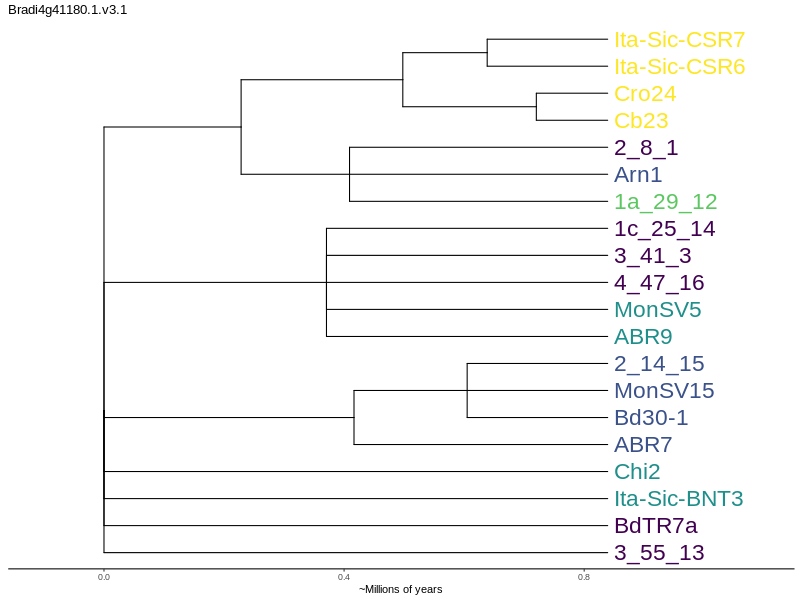 Bradi4g41180.1.v3.1
Ita-Sic-CSR7
Ita-Sic-CSR6
Cro24
Cb23
2_8_1
Arn1
1a_29_12
1c_25_14
3_41_3
4_47_16
MonSV5
ABR9
2_14_15
MonSV15
Bd30-1
ABR7
Chi2
Ita-Sic-BNT3
BdTR7a
3_55_13
0.0 0.4 0.8
~Millions of years